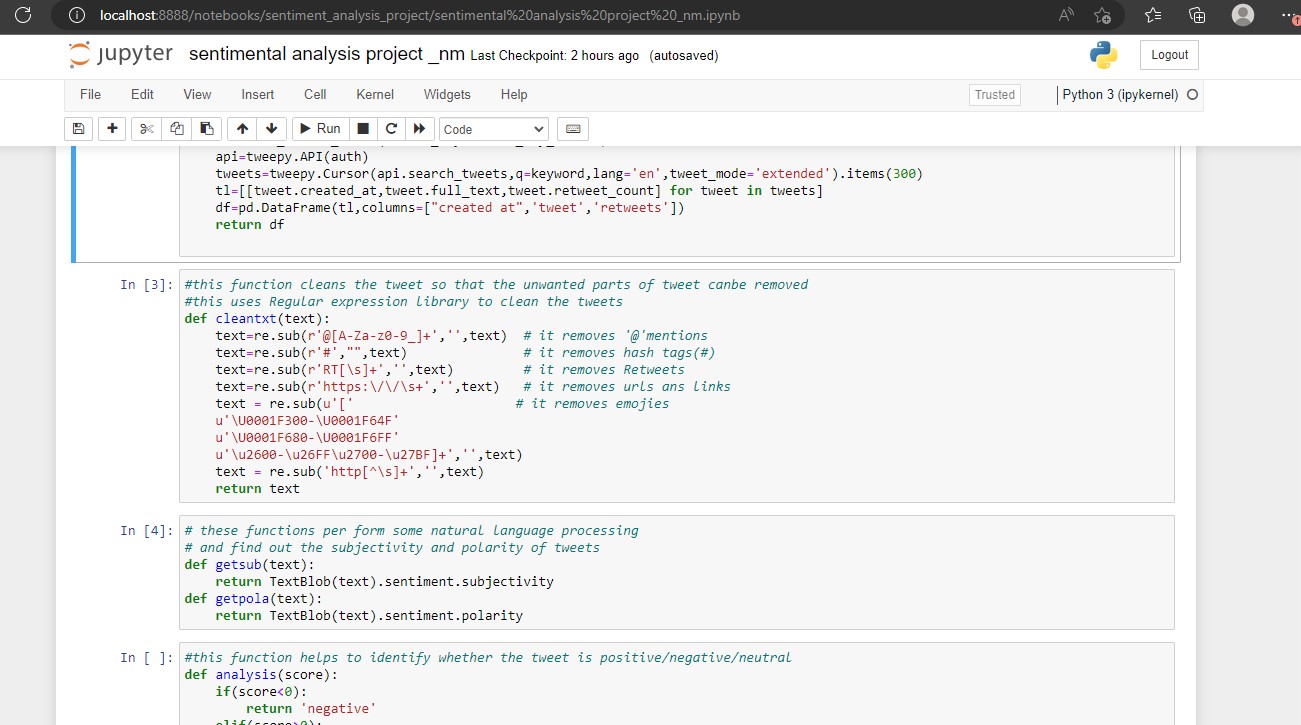 localhost:8888/notebooks/sentiment_analysis_project/sentimental%20analysis%20project%20_nm.ipynb
jupyter sentimental analysis project _nm Last Checkpoint: 2 hours ago (autosaved)
Logout
File Edit View Insert Cell Kernel Widgets Help
Trusted
Python 3 (ipykernel)
Run
Code
api=tweepy.API(auth)
tweets=tweepy.Cursor(api.search_tweets,q=keyword,lang='en',tweet_mode='extended').items(300)
tl=[[tweet.created_at,tweet.full_text,tweet.retweet_count] for tweet in tweets]
df=pd.DataFrame(tl,columns=["created at",'tweet','retweets'])
return df
In [3]: #this function cleans the tweet so that the unwanted parts of tweet canbe removed
#this uses Regular expression library to clean the tweets
def cleantxt(text):
text=re.sub(r'@[A-Za-z0-9_]+','',text) # it removes '@'mentions
text=re.sub(r'#',"",text) # it removes hash tags(#)
text=re.sub(r'RT[\s]+','',text) # it removes Retweets
text=re.sub(r'https:\/\/\s+','',text) # it removes urls ans links
text = re.sub(u'[' # it removes emojies
u'\U0001F300-\U0001F64F'
u'\U0001F680-\U0001F6FF'
u'\u2600-\u26FF\u2700-\u27BF]+','',text)
text = re.sub('http[^\s]+','',text)
return text
In [4]: # these functions per form some natural language processing
# and find out the subjectivity and polarity of tweets
def getsub(text):
return TextBlob(text).sentiment.subjectivity
def getpola(text):
return TextBlob(text).sentiment.polarity
In [ ]: #this function helps to identify whether the tweet is positive/negative/neutral
def analysis(score):
if(score<0):
return 'negative'
elif(score>0):